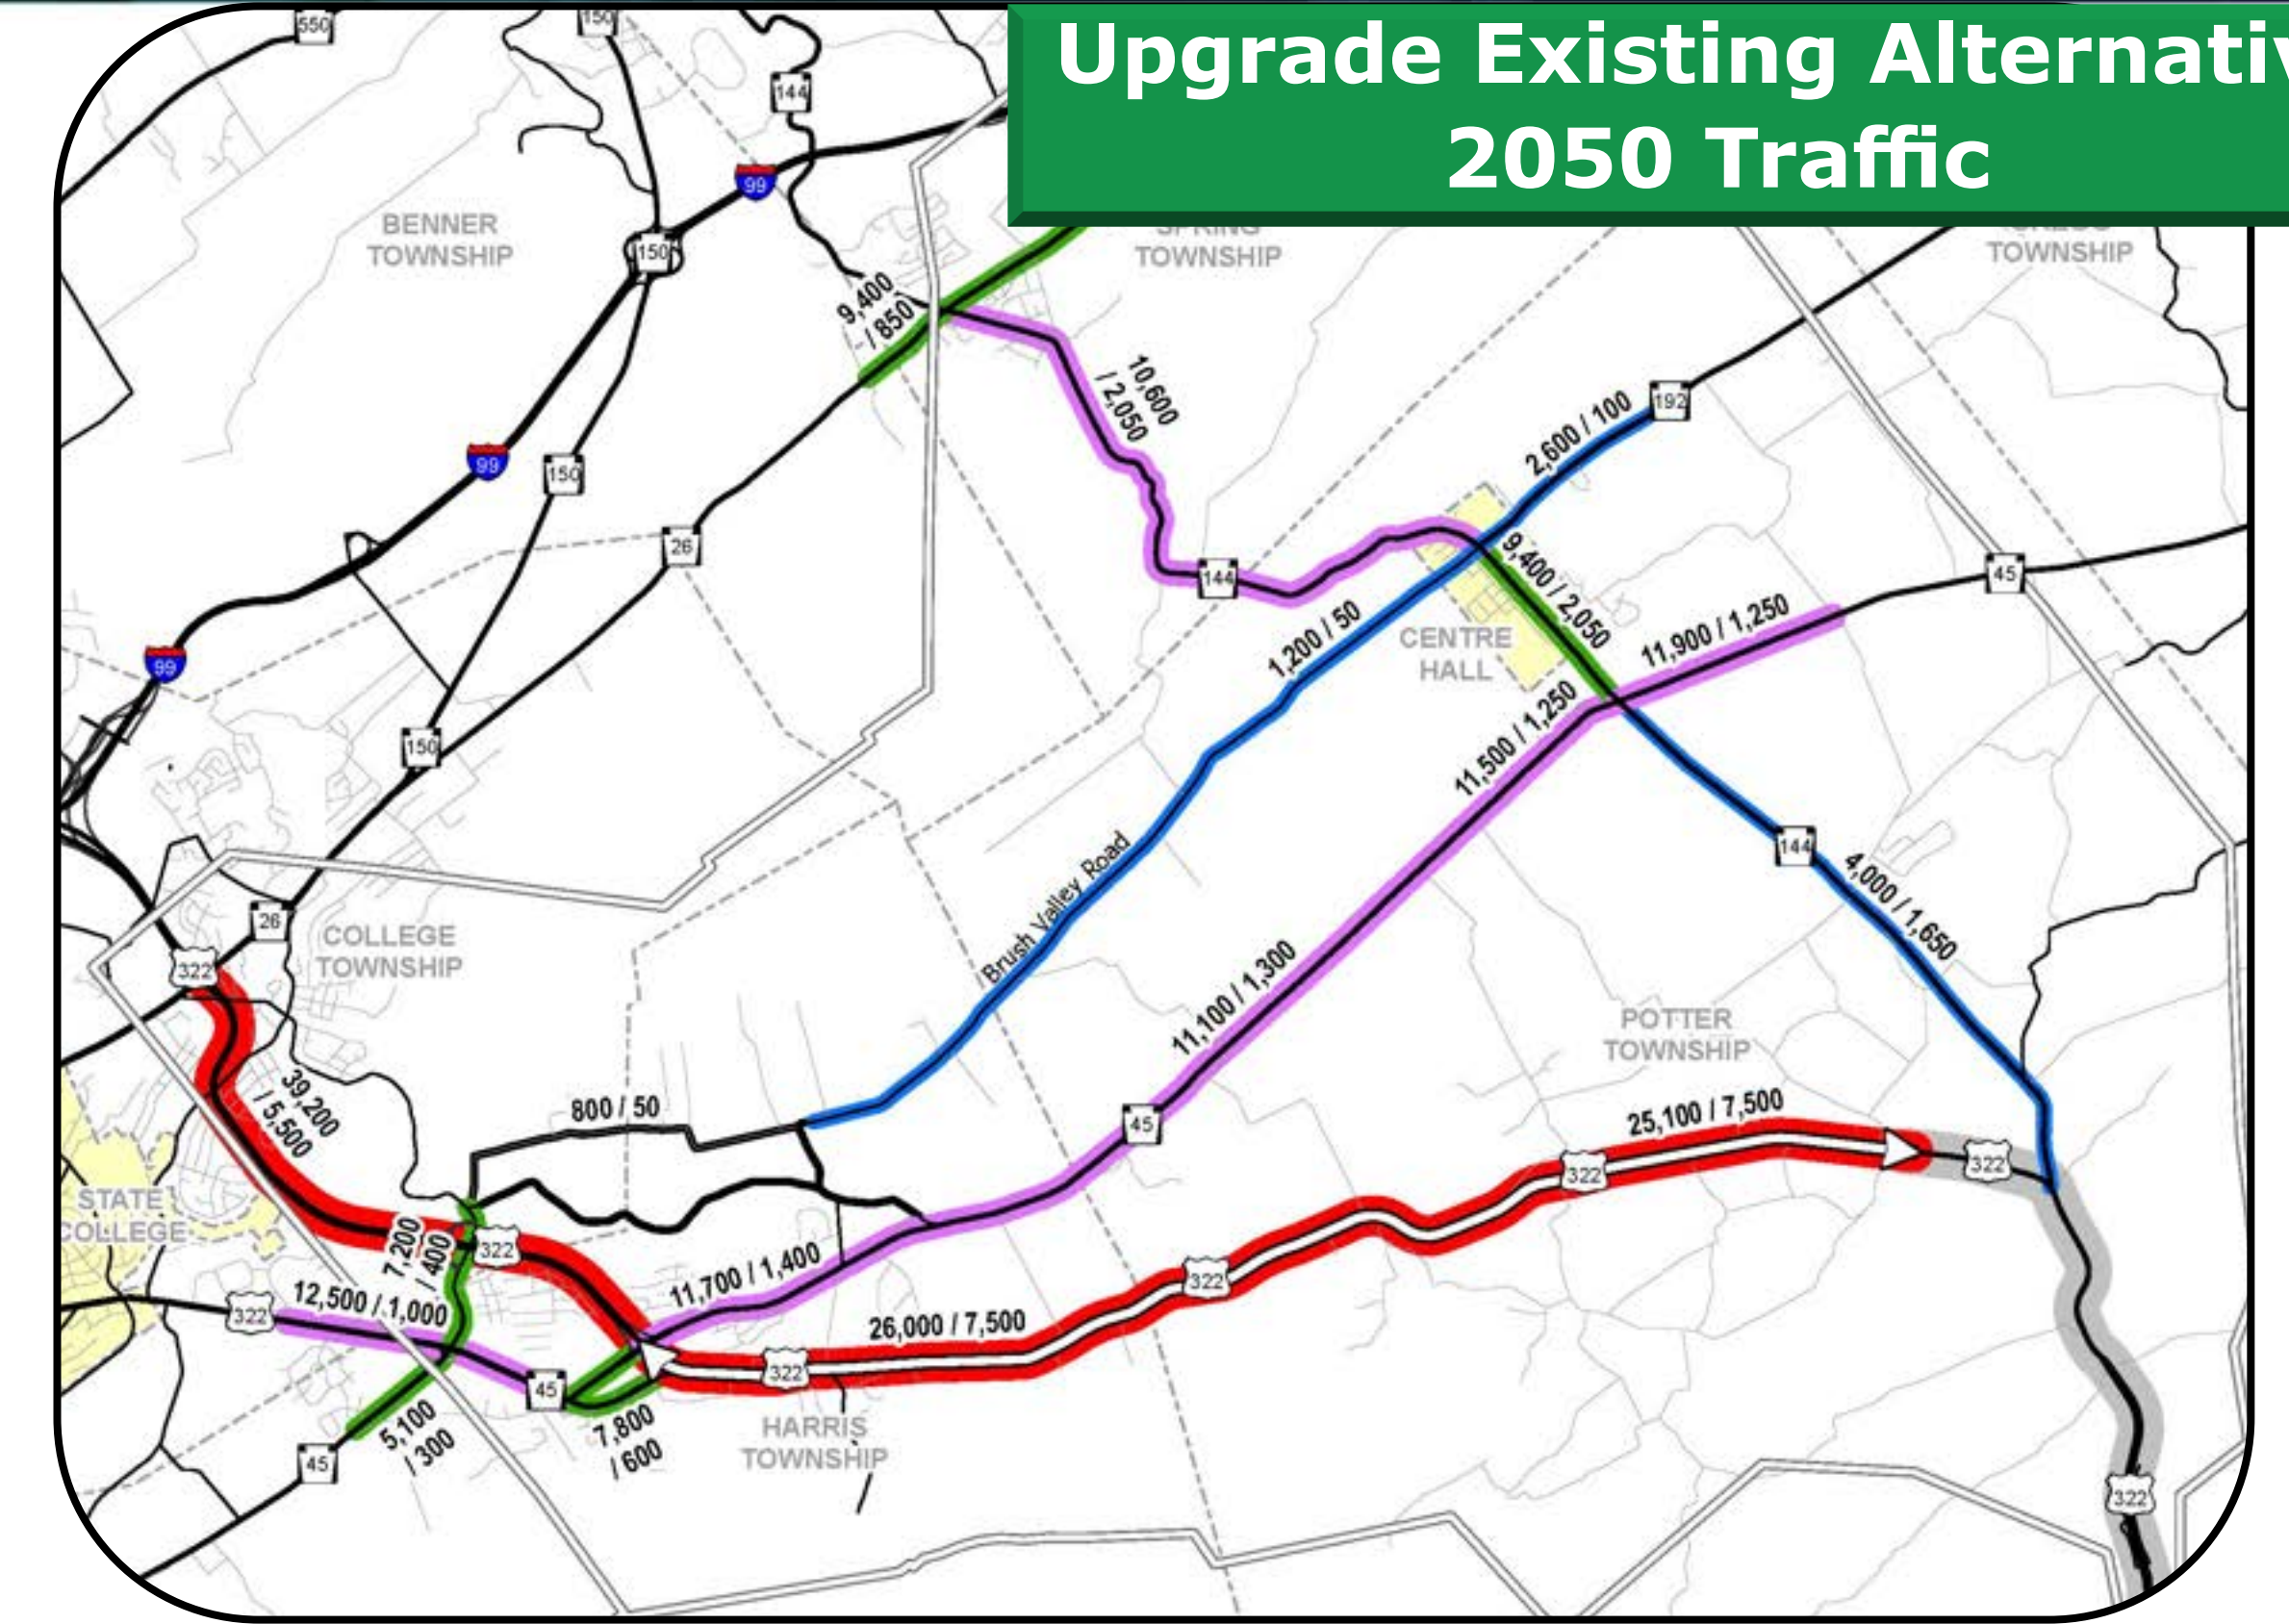 Upgrade Existing Alternativ
2050 Traffic
550
150
144
99
BENNER
TOWNSHIP
150
SPRING
TOWNSHIP
TOWNSHIP
9,400
/ 850
10,600
/ 2,050
192
2,600 / 100
99
150
26
144
9,400 / 2,050
45
1,200 / 50
CENTRE
HALL
11,900 / 1,250
99
11,500 / 1,250
150
144
4,000 / 1,650
Brush Valley Road
26
COLLEGE
TOWNSHIP
322
11,100 / 1,300
POTTER
TOWNSHIP
39,200
/ 5,500
800 / 50
45
25,100 / 7,500
322
322
STATE
COLLEGE
7,200
/ 400
322
322
12,500 / 1,000
322
11,700 / 1,400
26,000 / 7,500
322
45
7,800
/ 600
HARRIS
TOWNSHIP
5,100
/ 300
45
322